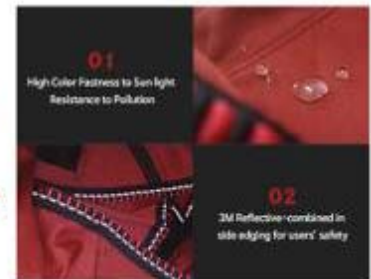 01
High Color Fastness to Sun light
Resistance to Pollution
02
3M Reflective-combined in
side edging for users' safety